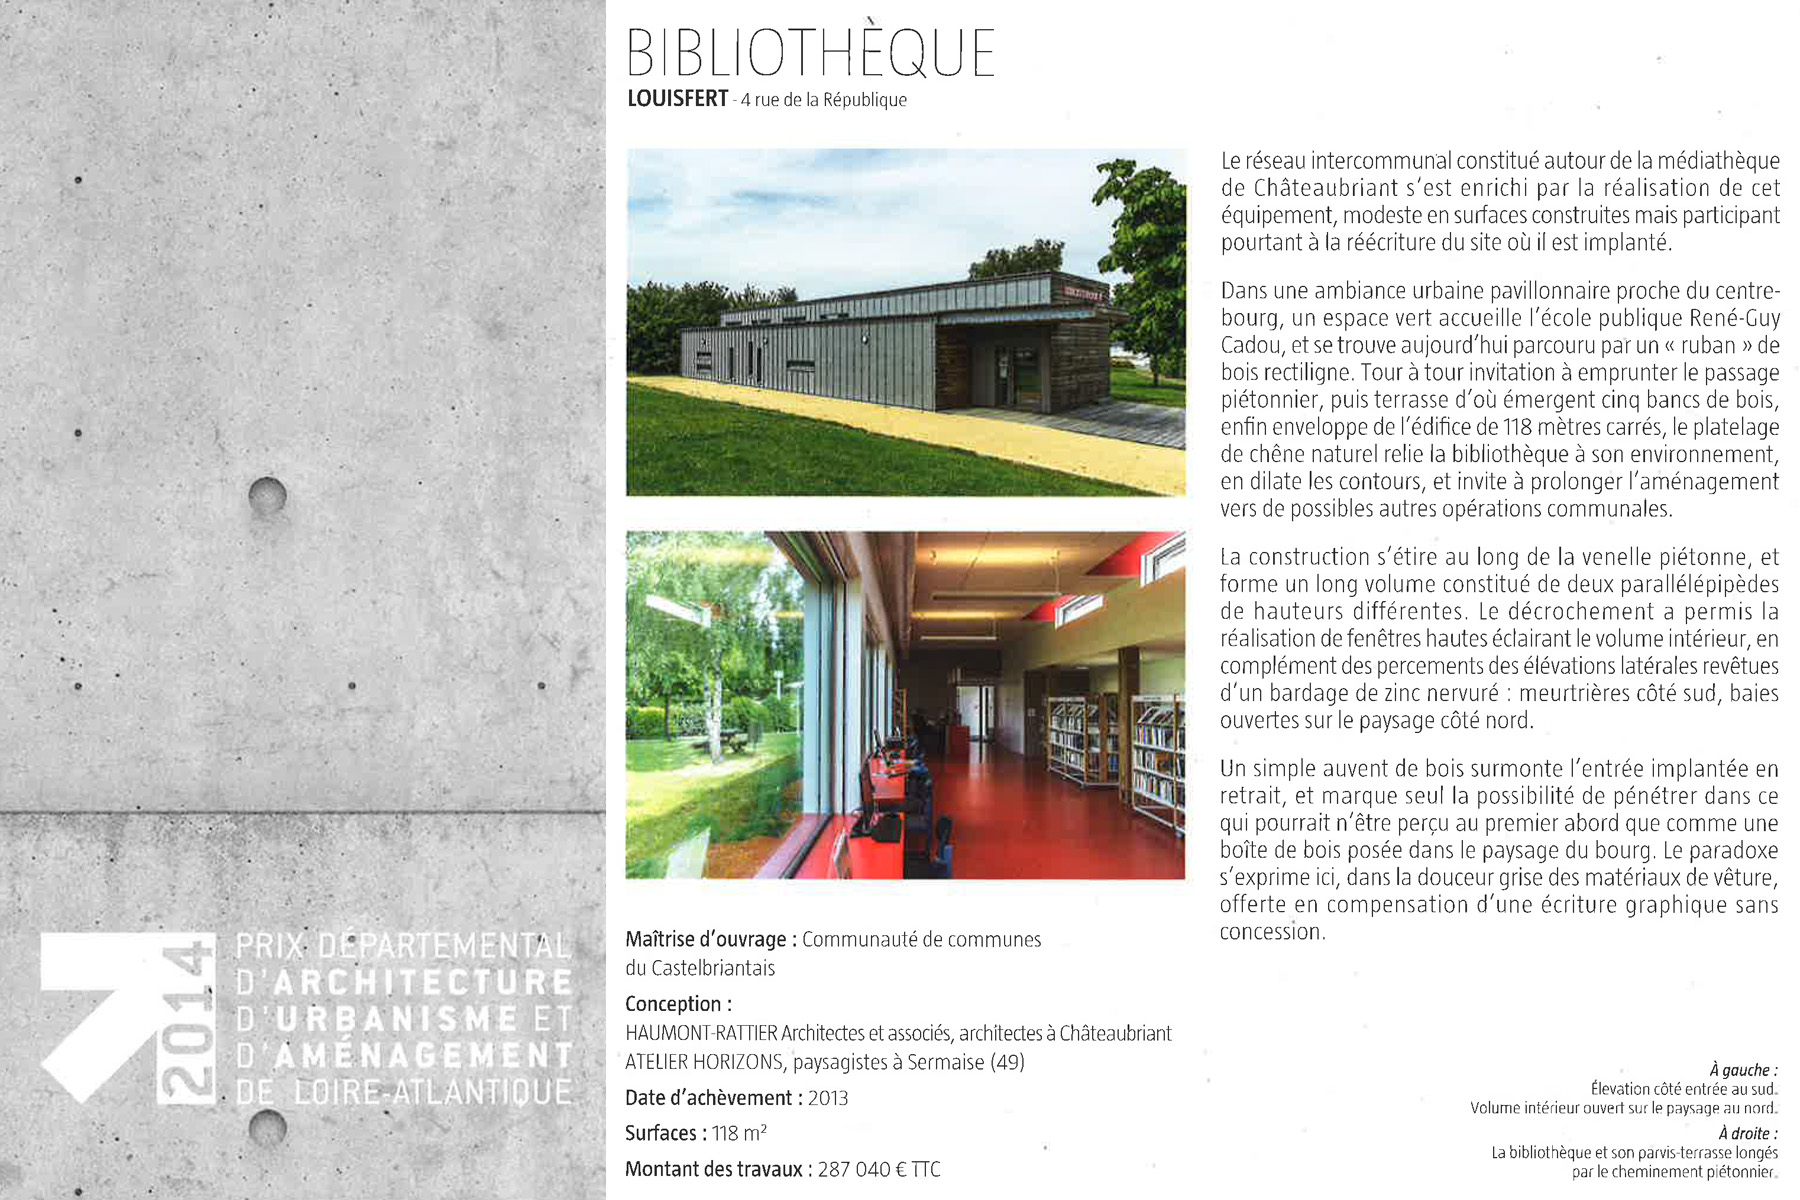 BIBLIOTHÈQUE
LOUISFERT - 4 rue de la République
Le réseau intercommunal constitué autour de la médiathèque
de Châteaubriant s'est enrichi par la réalisation de cet
équipement, modeste en surfaces construites mais participant
pourtant à la réécriture du site où il est implanté.
Dans une ambiance urbaine pavillonnaire proche du centre-
bourg, un espace vert accueille l'école publique René-Guy
Cadou, et se trouve aujourd'hui parcouru par un « ruban » de
bois rectiligne. Tour à tour invitation à emprunter le passage
piétonnier, puis terrasse d'où émergent cinq bancs de bois,
enfin enveloppe de l'édifice de 118 mètres carrés, le platelage
de chêne naturel relie la bibliothèque à son environnement,
en dilate les contours, et invite à prolonger l'aménagement
vers de possibles autres opérations communales.
La construction s'étire au long de la venelle piétonne, et
forme un long volume constitué de deux parallélépipèdes
de hauteurs différentes. Le décrochement a permis la
réalisation de fenêtres hautes éclairant le volume intérieur, en
complément des percements des élévations latérales revêtues
d'un bardage de zinc nervuré : meurtrières côté sud, baies
ouvertes sur le paysage côté nord.
Un simple auvent de bois surmonte l'entrée implantée en
retrait, et marque seul la possibilité de pénétrer dans ce
qui pourrait n'être perçu au premier abord que comme une
boîte de bois posée dans le paysage du bourg. Le paradoxe
s'exprime ici, dans la douceur grise des matériaux de vêture,
offerte en compensation d'une écriture graphique sans
concession.
Maîtrise d'ouvrage : Communauté de communes
du Castelbriantais
Conception :
HAUMONT-RATTIER Architectes et associés, architectes à Châteaubriant
ATELIER HORIZONS, paysagistes à Sermaise (49)
Date d'achèvement : 2013
Surfaces : 118 m²
Montant des travaux : 287 040 € TTC
À gauche :
Élevation côté entrée au sud.
Volume intérieur ouvert sur le paysage au nord.
À droite :
La bibliothèque et son parvis-terrasse longés
par le cheminement piétonnier.
2014
PRIX DÉPARTEMENTAL
D'ARCHITECTURE
D'URBANISME ET
D'AMÉNAGEMENT
DE LOIRE-ATLANTIQUE